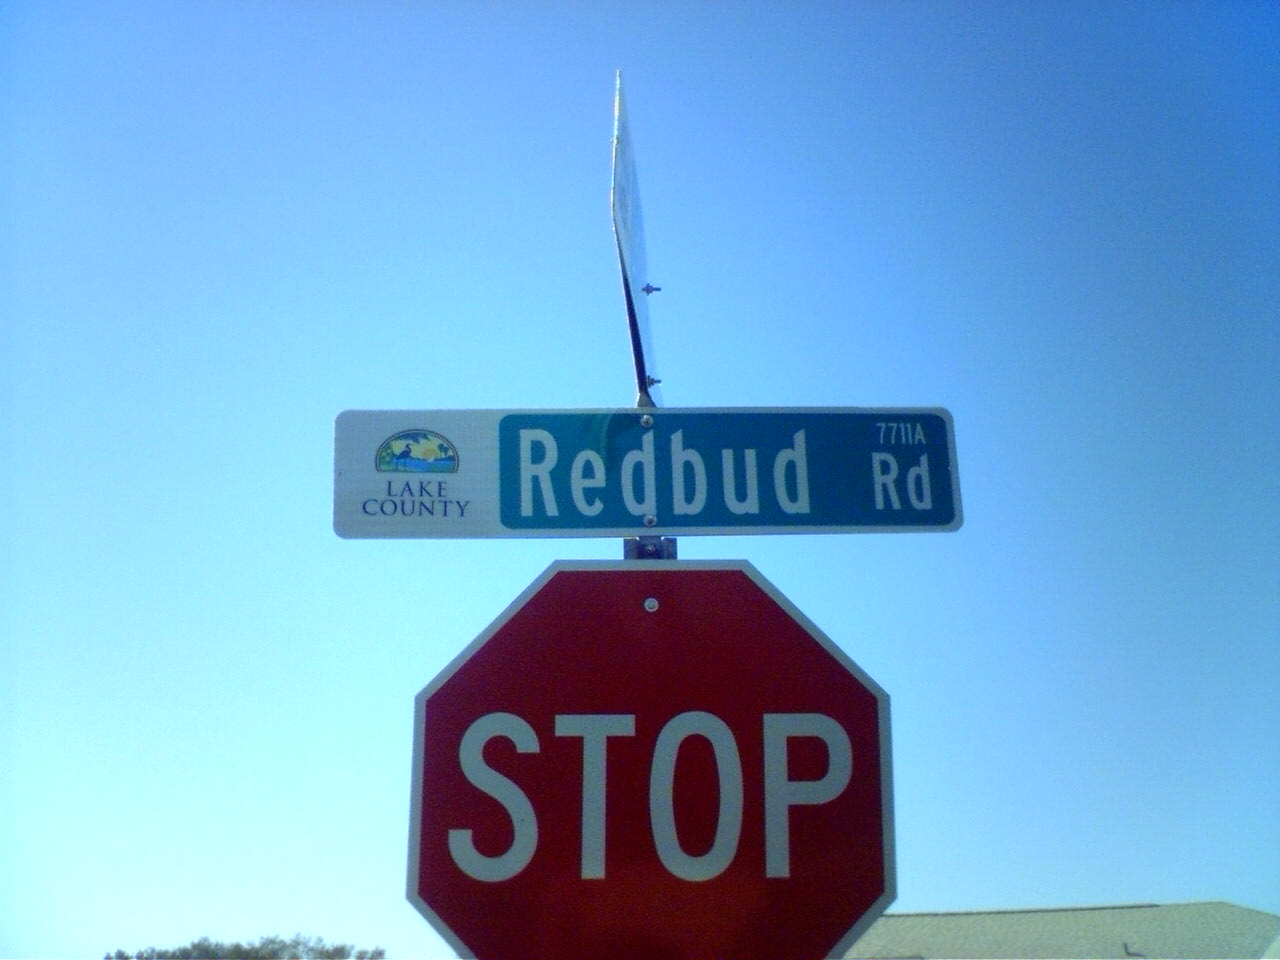 LAKE
COUNTY
Redbud
7711A
Rd
STOP